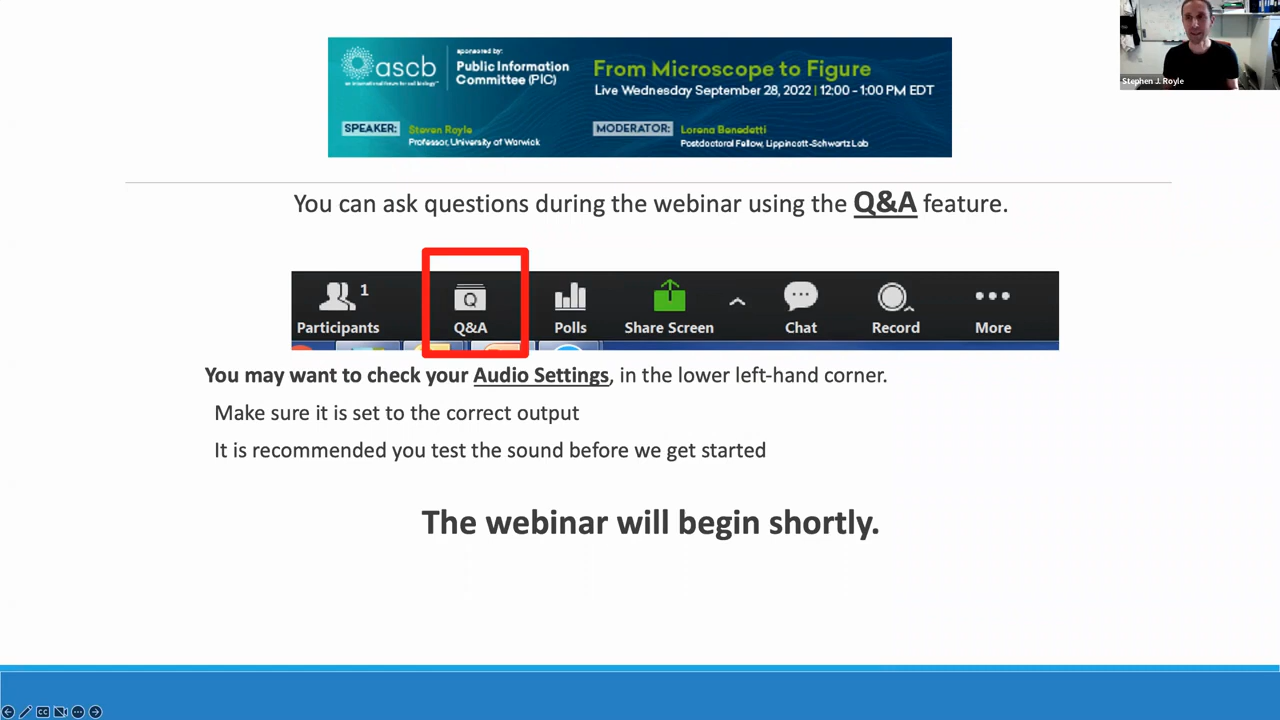 ascb
an international forum for cell biology™
sponsored by:
Public Information
Committee (PIC)
From Microscope to Figure
Live Wednesday September 28, 2022 | 12:00 - 1:00 PM EDT
SPEAKER: Steven Royle
Professor, University of Warwick
MODERATOR: Lorena Benedetti
Postdoctoral Fellow, Lippincott-Schwartz Lab
Stephen J. Royle
You can ask questions during the webinar using the Q&A feature.
1
Participants
Q
Q&A
Polls
Share Screen
Chat
Record
More
You may want to check your Audio Settings, in the lower left-hand corner.
Make sure it is set to the correct output
It is recommended you test the sound before we get started
The webinar will begin shortly.
CC